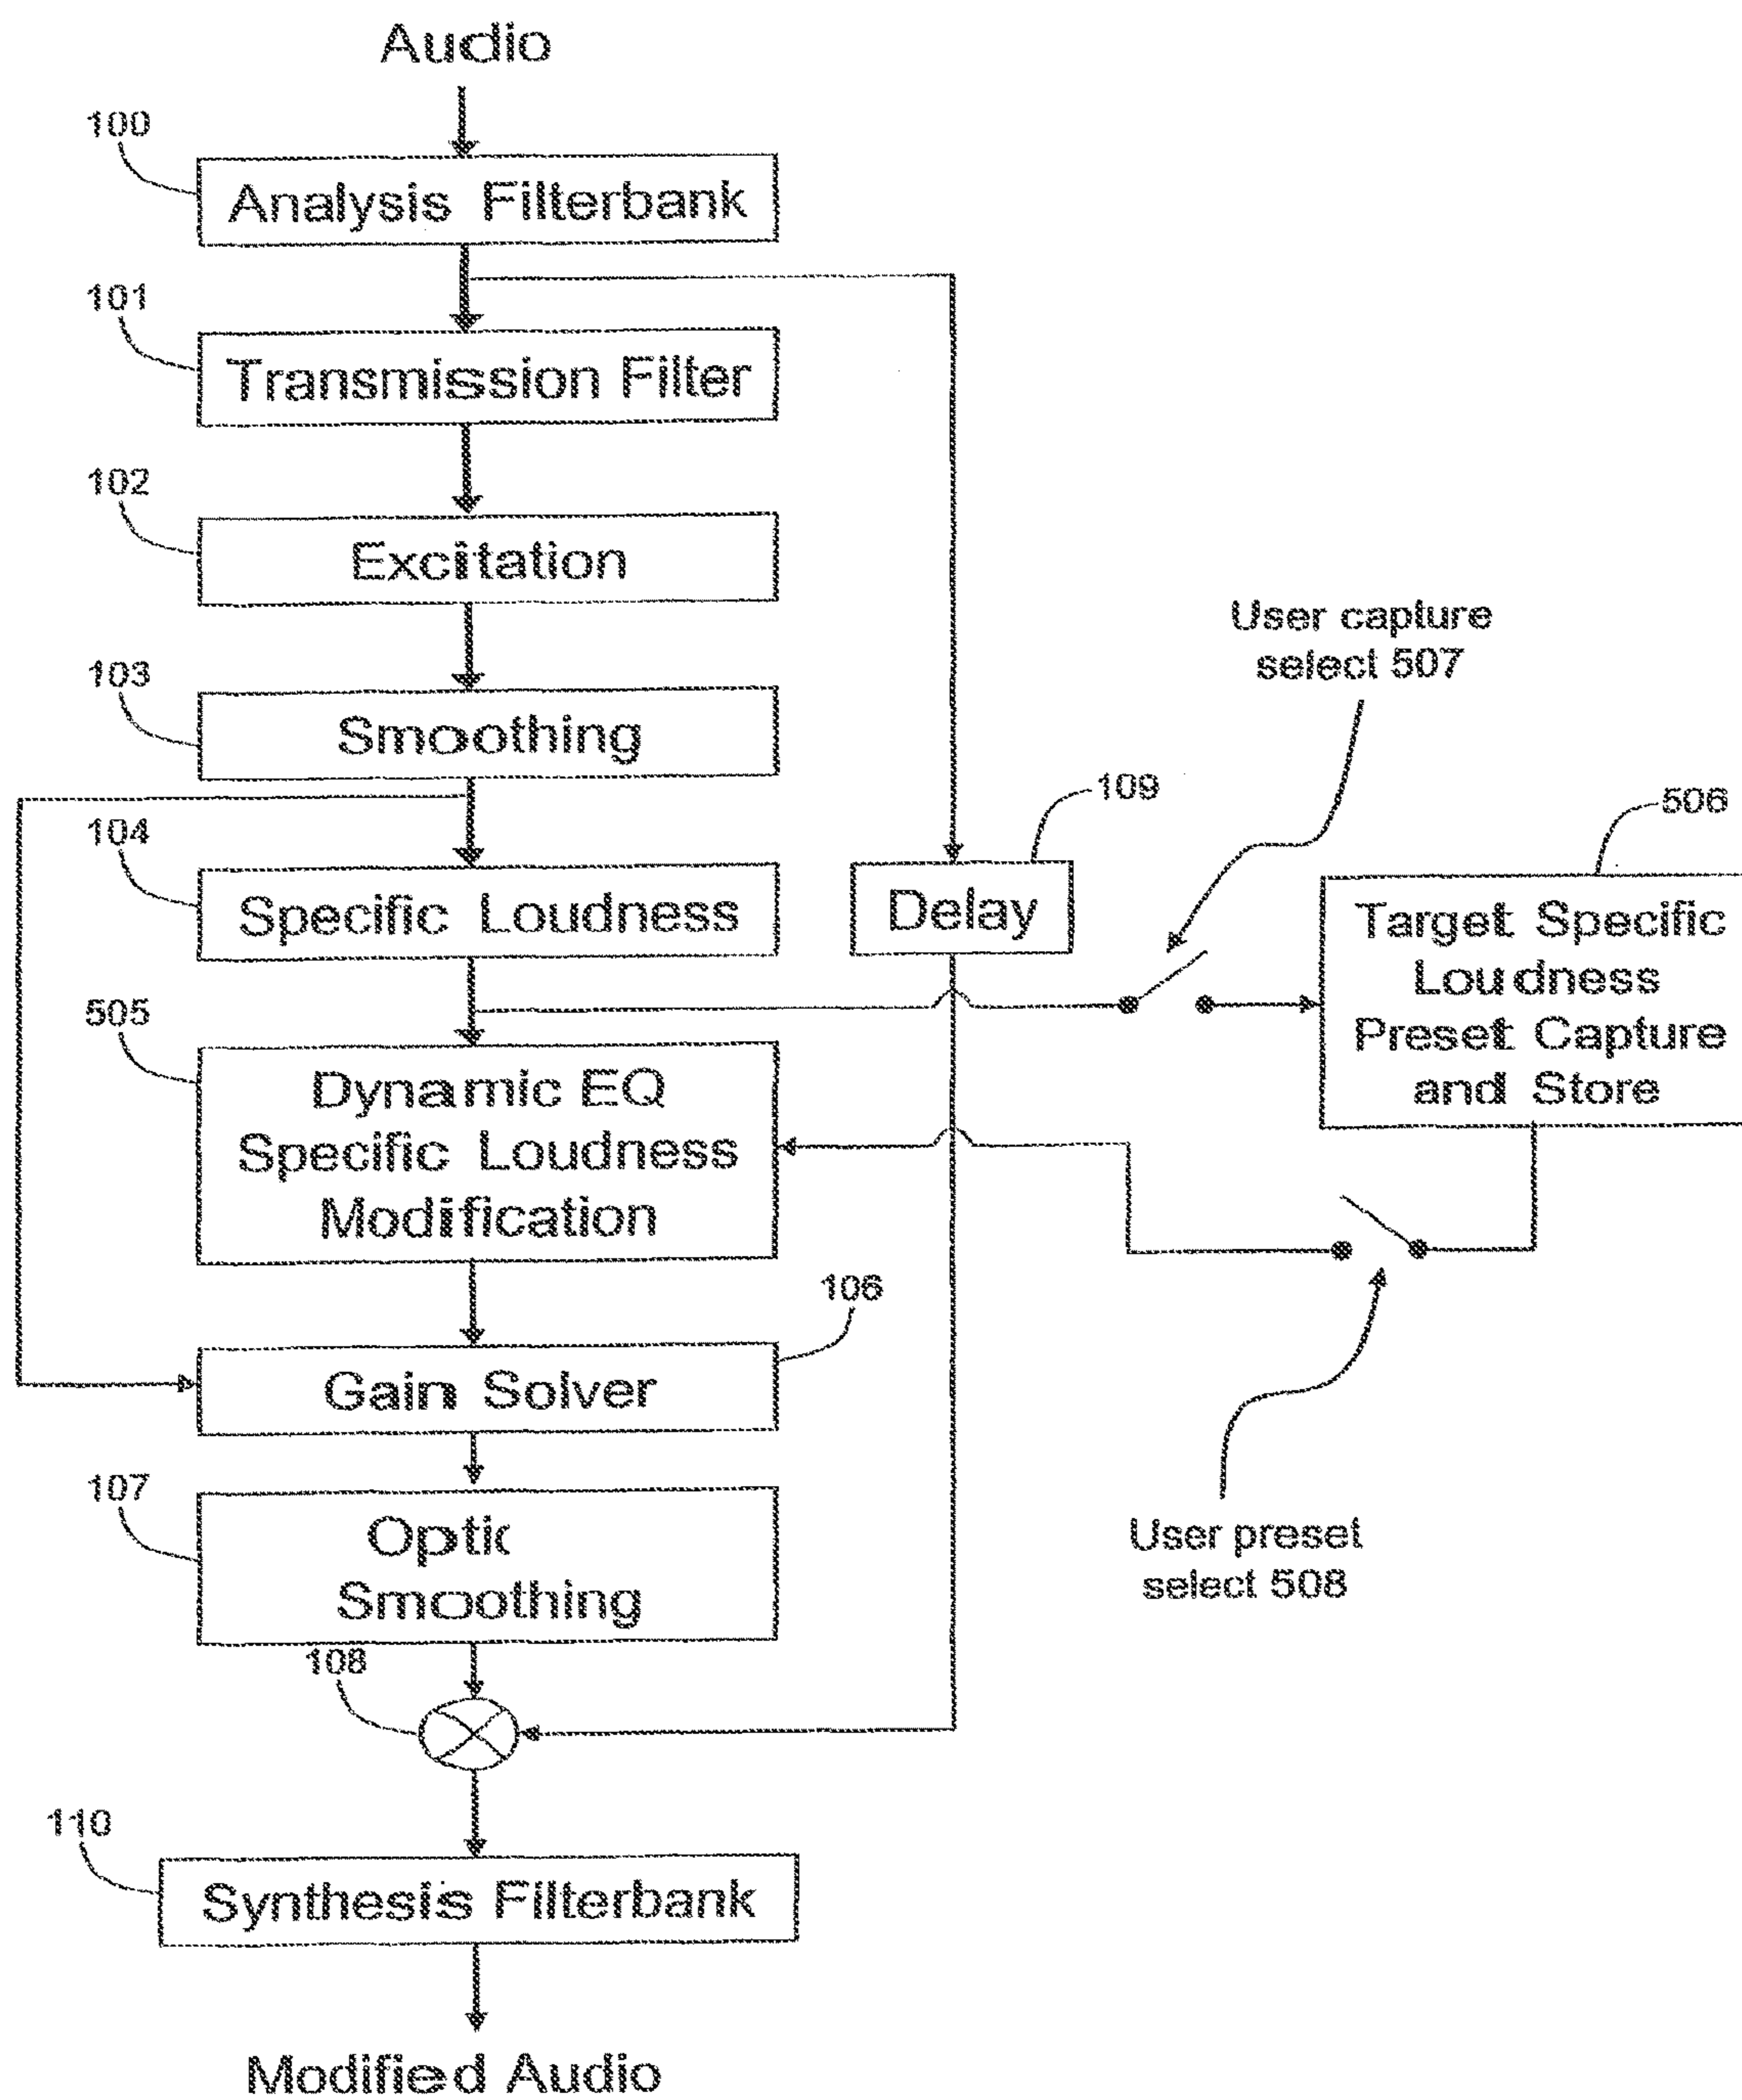 Audio
100
Analysis Filterbank
101
Transmission Filter
102
Excitation
User capture
select 507
103
Smoothing
109
506
104
Specific Loudness
Delay
Target Specific
Loudness
Preset Capture
and Store
505
Dynamic EQ
Specific Loudness
Modification
106
Gain Solver
107
Optic
Smoothing
User preset
select 508
108
110
Synthesis Filterbank
Modified Audio